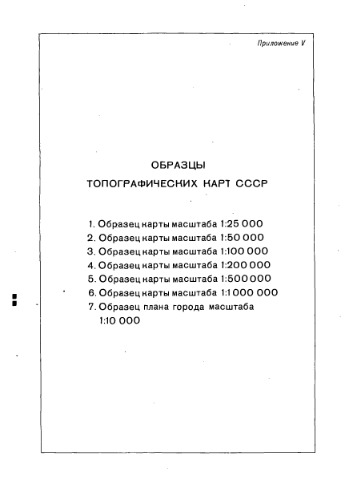 Приложение V
ОБРАЗЦЫ
ТОПОГРАФИЧЕСКИХ КАРТ СССР
1. Образец карты масштаба 1:25 000
2. Образец карты масштаба 1:50 000
3. Образец карты масштаба 1:100 000
4. Образец карты масштаба 1:200 000
5. Образец карты масштаба 1:500 000
6. Образец карты масштаба 1:1 000 000
7. Образец плана города масштаба
1:10 000